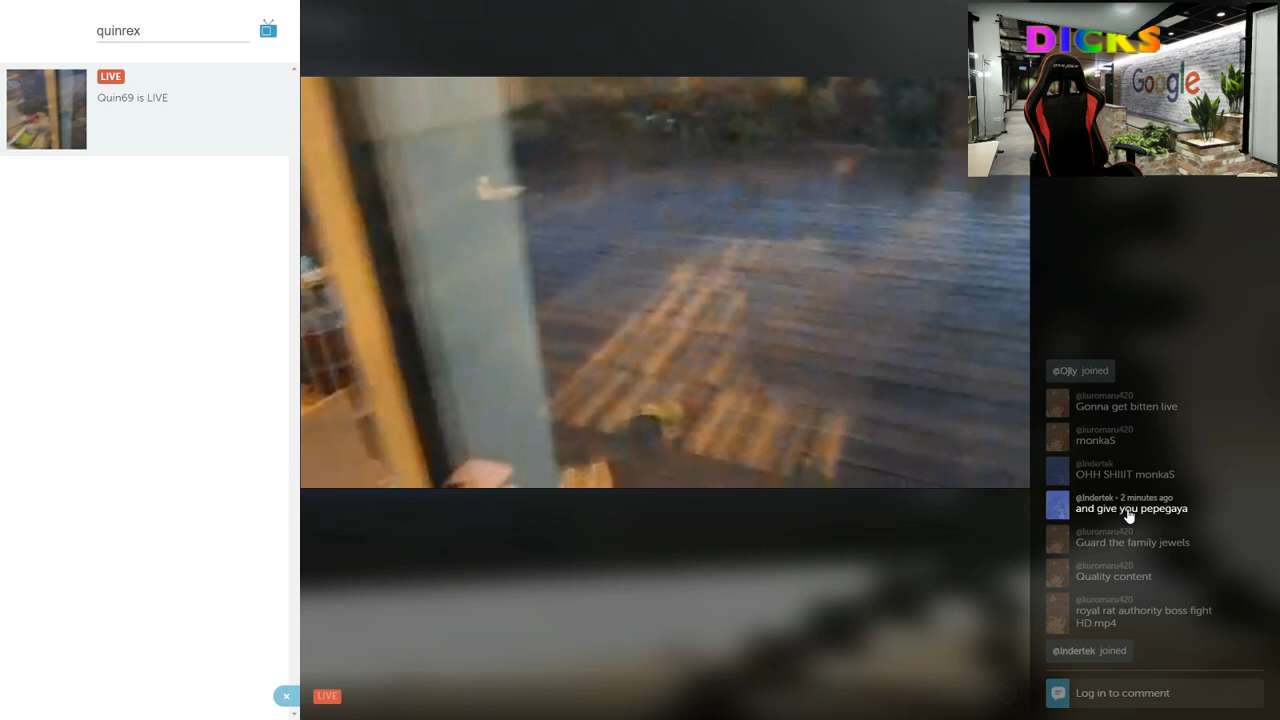 quinrex
LIVE
Quin69 is LIVE
DICKS
Google
@Ojly joined
@kuromaru420
Gonna get bitten live
@kuromaru420
monkaS
@Indertek
OHH SHIIIT monkaS
@Indertek • 2 minutes ago
and give you pepegaya
@kuromaru420
Guard the family jewels
@kuromaru420
Quality content
@kuromaru420
royal rat authority boss fight
HD.mp4
@Indertek joined
LIVE
Log in to comment